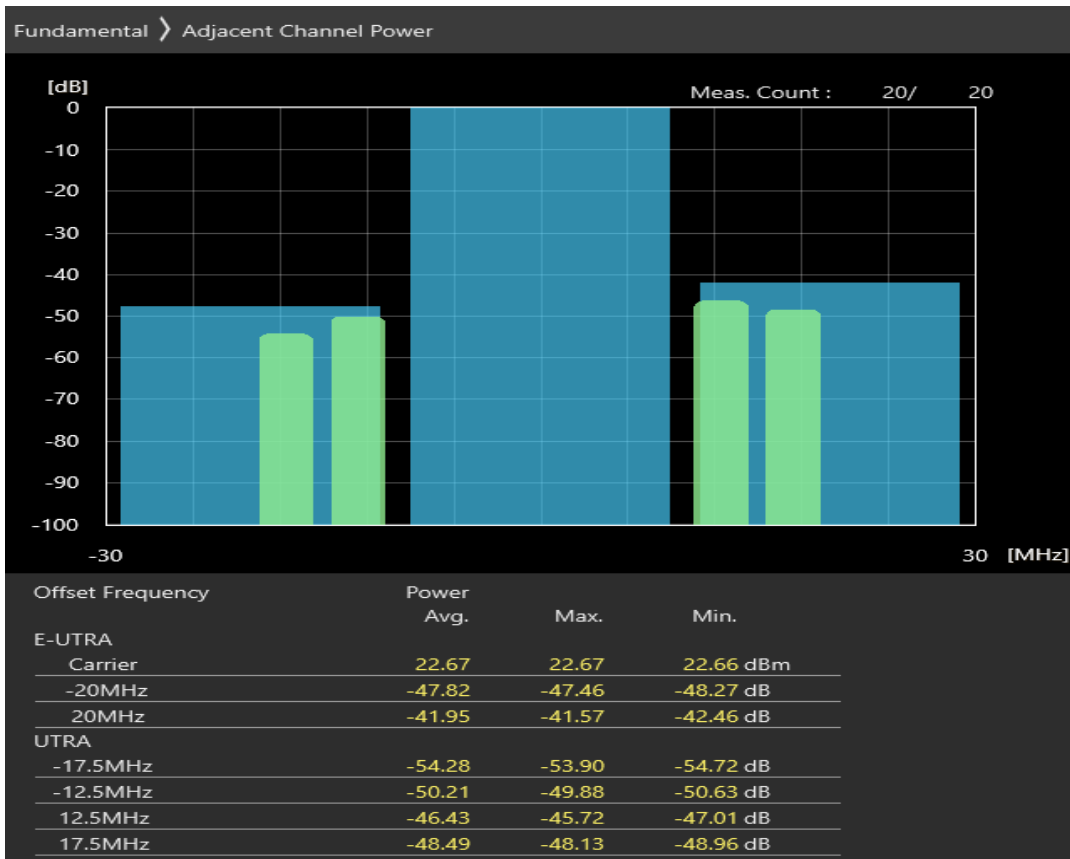 Fundamental 》 Adjacent Channel Power
[dB]
Meas. Count : 20/ 20
0
-10
-20
-30
-40
-50
-60
-70
-80
-90
-100
-30 30 [MHz]
Offset Frequency Power
Avg. Max. Min.
E-UTRA
Carrier 22.67 22.67 22.66 dBm
-20MHz -47.82 -47.46 -48.27 dB
20MHz -41.95 -41.57 -42.46 dB
UTRA
-17.5MHz -54.28 -53.90 -54.72 dB
-12.5MHz -50.21 -49.88 -50.63 dB
12.5MHz -46.43 -45.72 -47.01 dB
17.5MHz -48.49 -48.13 -48.96 dB